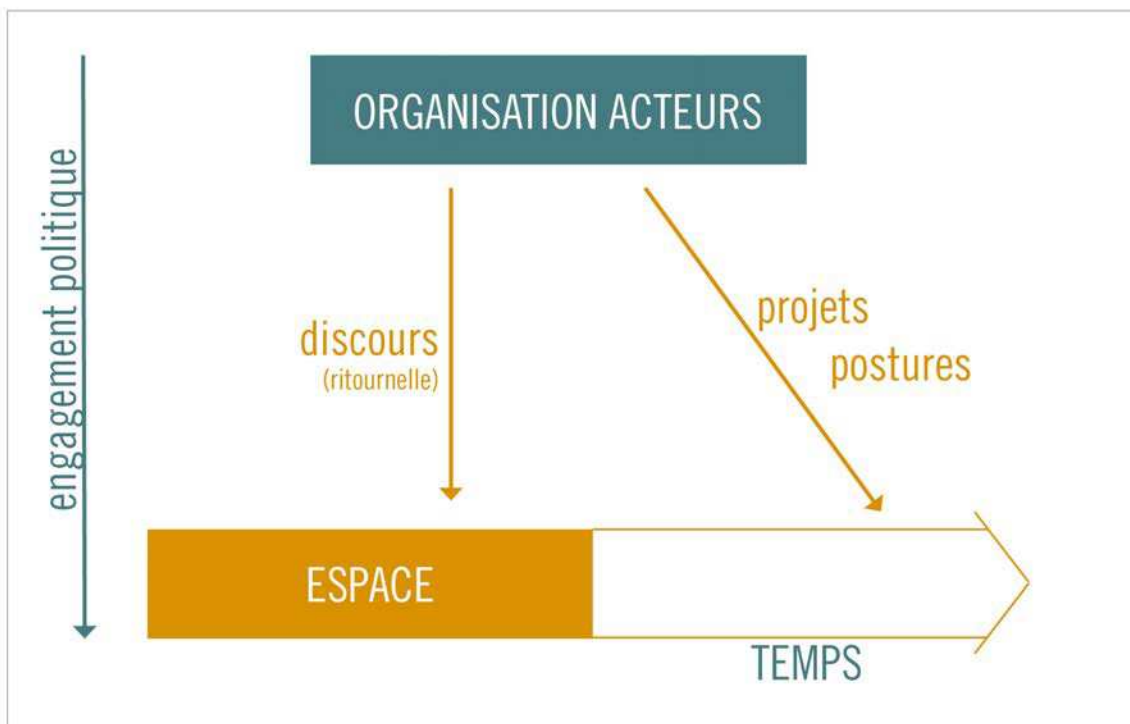 ORGANISATION ACTEURS
engagement politique
discours
(ritournelle)
projets
postures
ESPACE
TEMPS